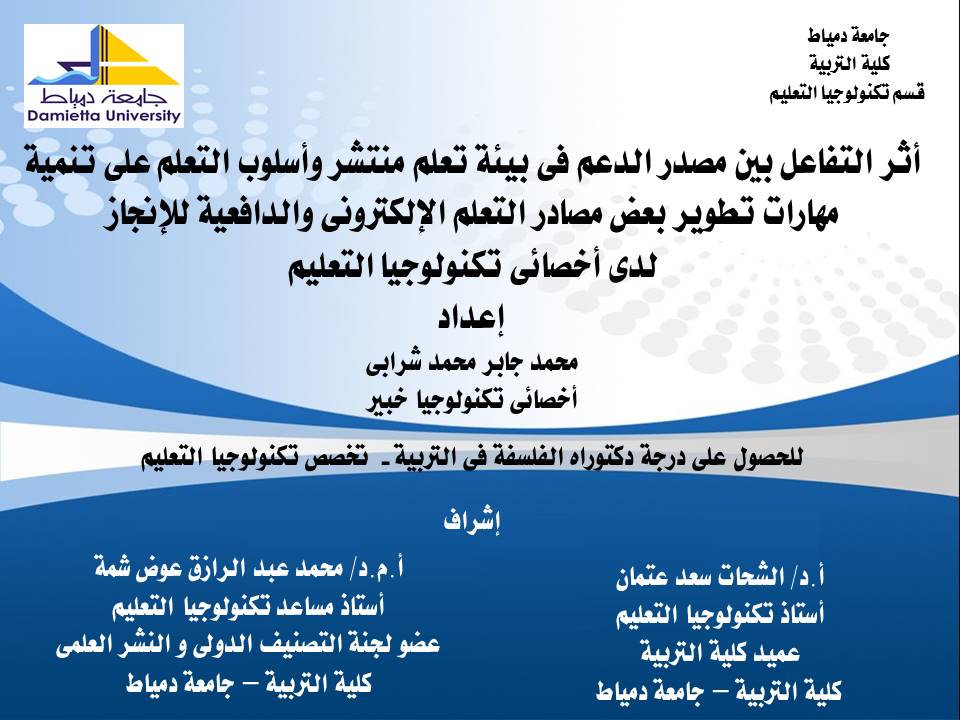 جامعة دمياط
كلية التربية
قسم تكنولوجيا التعليم
جامعة دمياط
Damietta University
أثر التفاعل بين مصدر الدعم فى بيئة تعلم منتشر وأسلوب التعلم على تنمية
مهارات تطوير بعض مصادر التعلم الإلكترونى والدافعية للإنجاز
لدى أخصائى تكنولوجيا التعليم
إعداد
محمد جابر محمد شرابى
أخصائى تكنولوجيا خبير
للحصول على درجة دكتوراه الفلسفة فى التربية ـ تخصص تكنولوجيا التعليم
إشراف
أ.د/ الشحات سعد عتمان
أستاذ تكنولوجيا التعليم
عميد كلية التربية
كلية التربية – جامعة دمياط
أ.م.د/ محمد عبد الرازق عوض شمة
أستاذ مساعد تكنولوجيا التعليم
عضو لجنة التصنيف الدولى و النشر العلمى
كلية التربية – جامعة دمياط